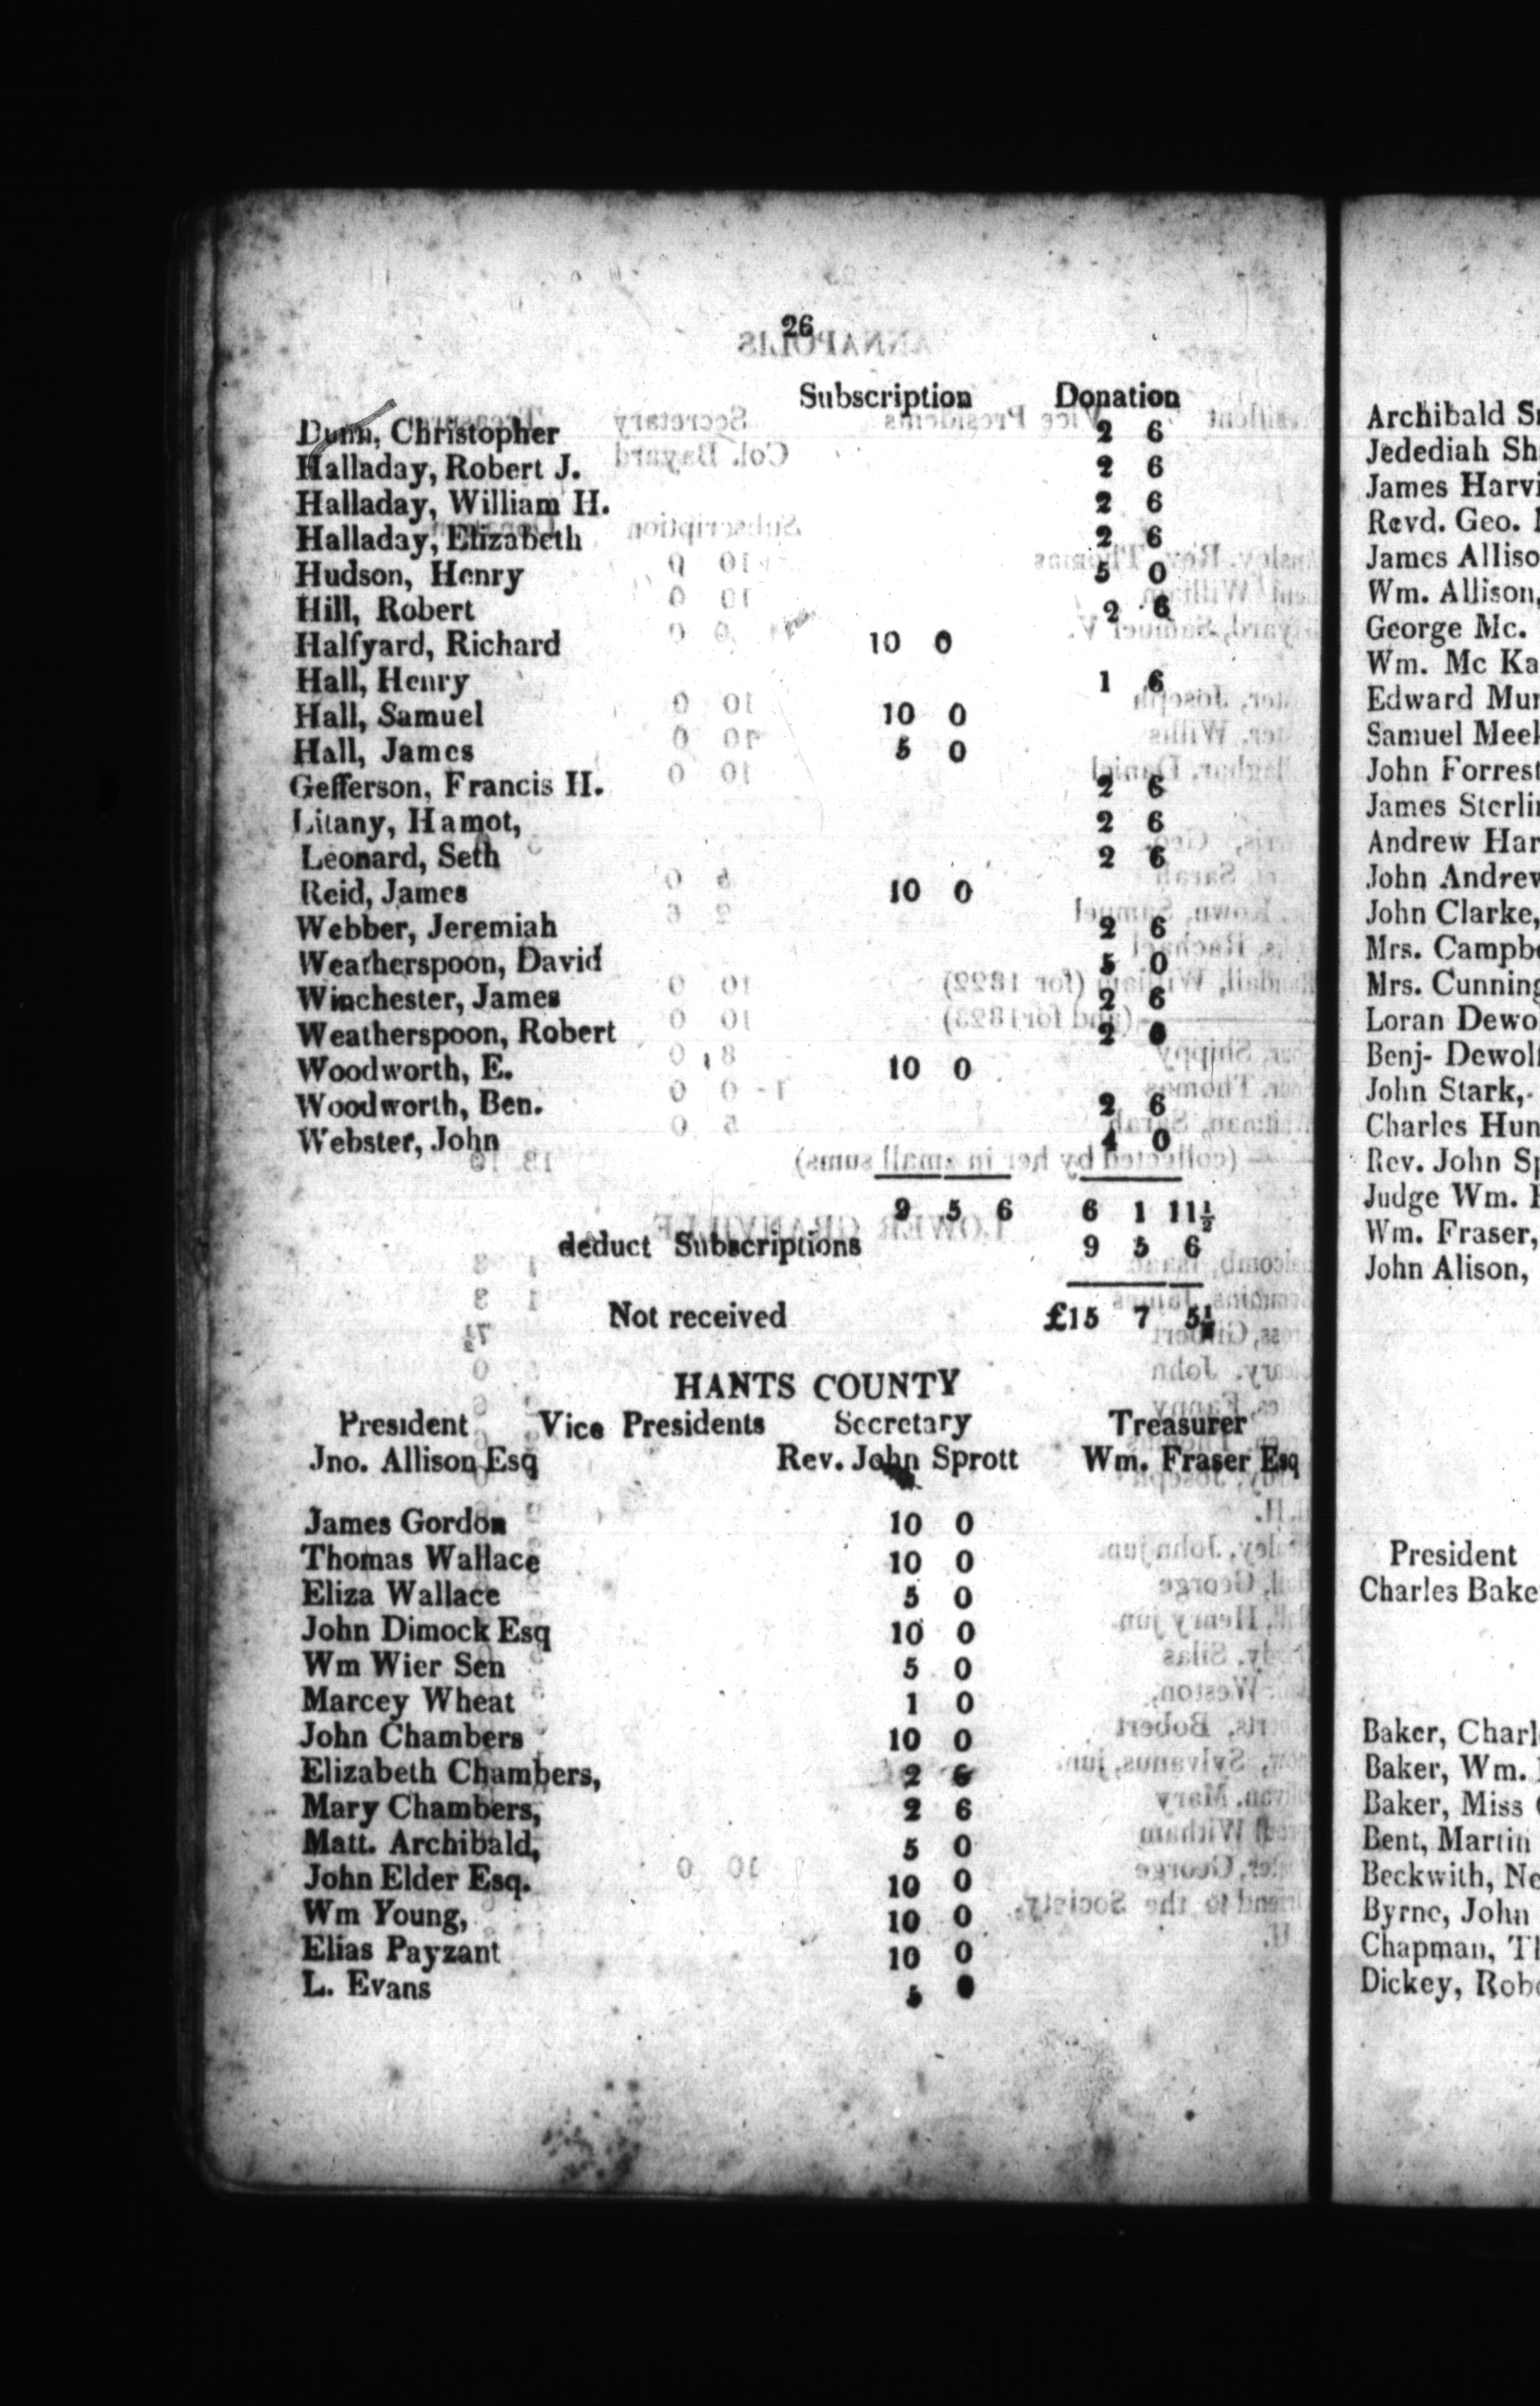 26
Subscription Donation
Dunn, Christopher 2 6
Halladay, Robert J. 2 6
Halladay, William H. 2 6
Halladay, Elizabeth 2 6
Hudson, Henry 5 0
Hill, Robert 2 6
Halfyard, Richard 10 0
Hall, Henry 1 6
Hall, Samuel 10 0
Hall, James 5 0
Gefferson, Francis H. 2 6
Litany, Hamot, 2 6
Leonard, Seth 2 6
Reid, James 10 0
Webber, Jeremiah 2 6
Weatherspoon, David 5 0
Winchester, James 2 6
Weatherspoon, Robert 2
Woodworth, E. 10 0
Woodworth, Ben. 2 6
Webster, John 4 0
9 5 6 6 1 11½
deduct Subscriptions 9 5 6
Not received £15 7 5½
HANTS COUNTY
President Vice Presidents Secretary Treasurer
Jno. Allison Esq Rev. John Sprott Wm. Fraser Esq
James Gordon 10 0
Thomas Wallace 10 0
Eliza Wallace 5 0
John Dimock Esq 10 0
Wm Wier Sen 5 0
Marcey Wheat 1 0
John Chambers 10 0
Elizabeth Chambers, 2 6
Mary Chambers, 2 6
Matt. Archibald, 5 0
John Elder Esq. 10 0
Wm Young, 10 0
Elias Payzant 10 0
L. Evans 5
Archibald
Jedediah
James
Revd. Geo.
James
Wm. Allison,
George Mc.
Wm. Mc
Edward
Samuel
John
James
Andrew
John
John Clarke,
Mrs.
Mrs.
Loran
Benj-
John Stark,
Charles
Rev. John
Judge Wm.
Wm. Fraser,
John Alison,
President
Charles
Baker,
Baker, Wm.
Baker, Miss
Bent, Martin
Beckwith,
Byrne, John
Chapman,
Dickey,